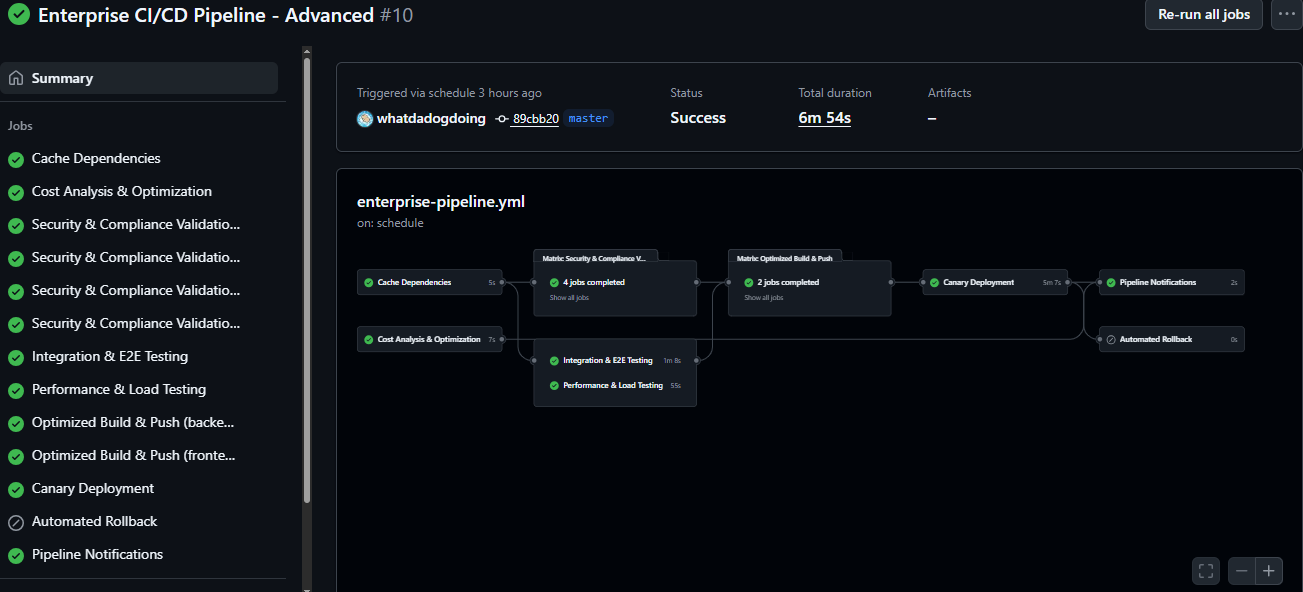 Enterprise CI/CD Pipeline - Advanced #10
Re-run all jobs
Summary
Jobs
Cache Dependencies
Cost Analysis & Optimization
Security & Compliance Validatio...
Security & Compliance Validatio...
Security & Compliance Validatio...
Security & Compliance Validatio...
Integration & E2E Testing
Performance & Load Testing
Optimized Build & Push (backe...
Optimized Build & Push (fronte...
Canary Deployment
Automated Rollback
Pipeline Notifications
Triggered via schedule 3 hours ago
whatdadogdoing 89cbb20 master
Status
Success
Total duration
6m 54s
Artifacts
–
enterprise-pipeline.yml
on: schedule
Cache Dependencies 5s
Cost Analysis & Optimization 7s
Matrix: Security & Compliance V...
4 jobs completed
Show all jobs
Integration & E2E Testing 1m 8s
Performance & Load Testing 55s
Matrix: Optimized Build & Push
2 jobs completed
Show all jobs
Canary Deployment 5m 7s
Pipeline Notifications 2s
Automated Rollback 0s